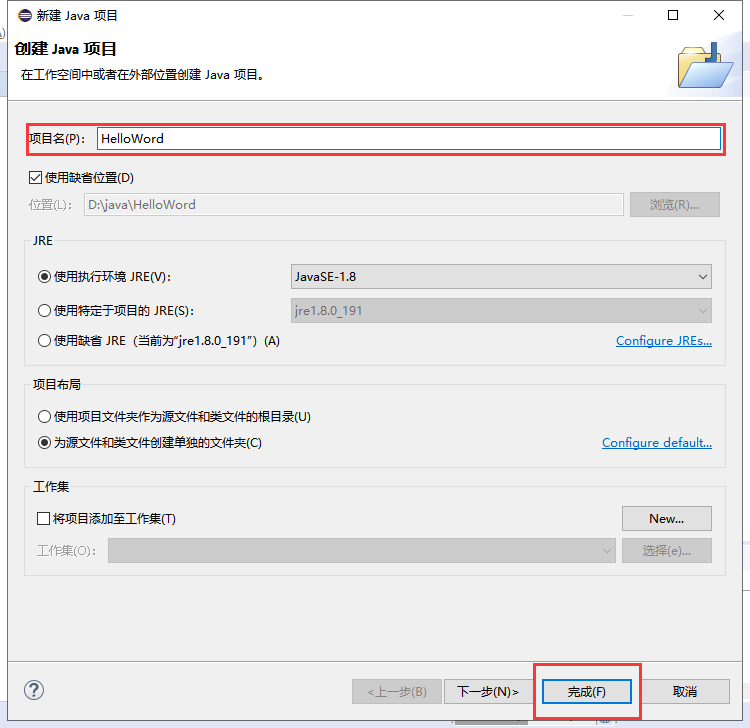 新建 Java 项目
创建 Java 项目
在工作空间中或者在外部位置创建 Java 项目。
项目名(P): HelloWord
使用缺省位置(D)
位置(L): D:\java\HelloWord 浏览(R)...
JRE
使用执行环境 JRE(V): JavaSE-1.8
使用特定于项目的 JRE(S): jre1.8.0_191
使用缺省 JRE（当前为“jre1.8.0_191”）(A) Configure JREs...
项目布局
使用项目文件夹作为源文件和类文件的根目录(U)
为源文件和类文件创建单独的文件夹(C) Configure default...
工作集
将项目添加至工作集(T) New...
工作集(O): 选择(e)...
? <上一步(B) 下一步(N)> 完成(F) 取消